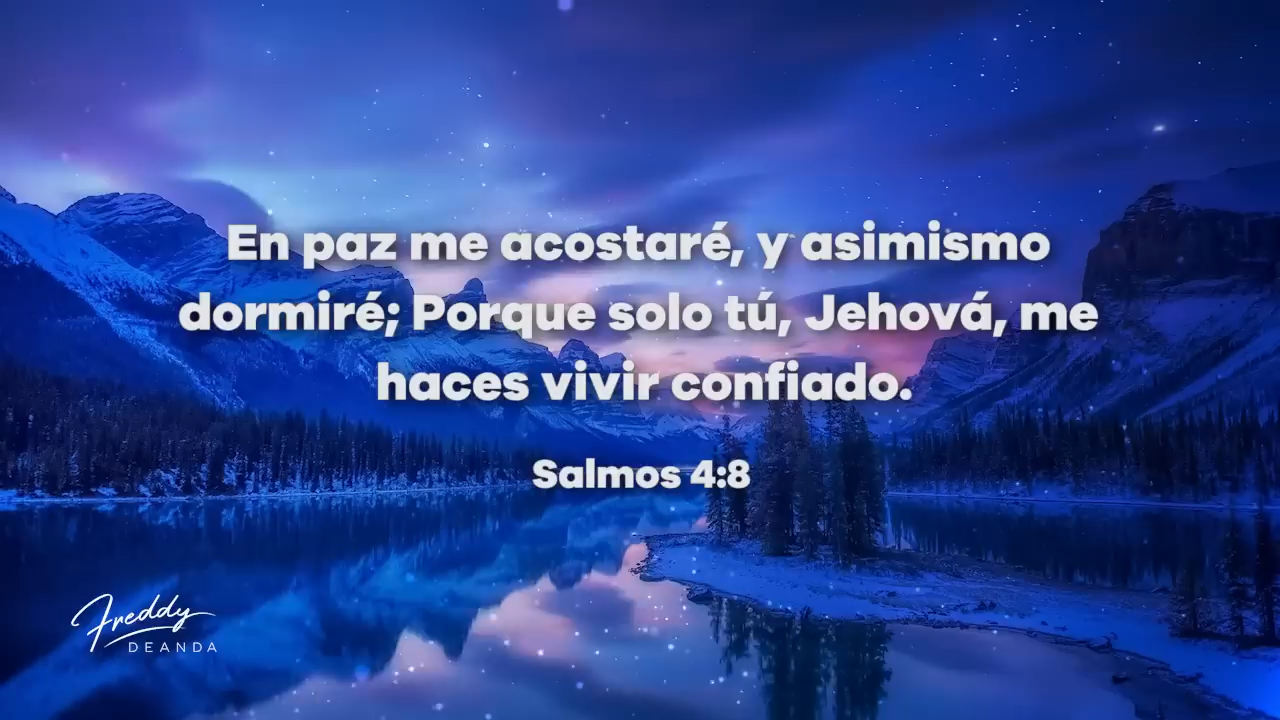 En paz me acostaré, y asimismo
dormiré; Porque solo tú, Jehová, me
haces vivir confiado.
Salmos 4:8
Freddy
DEANDA